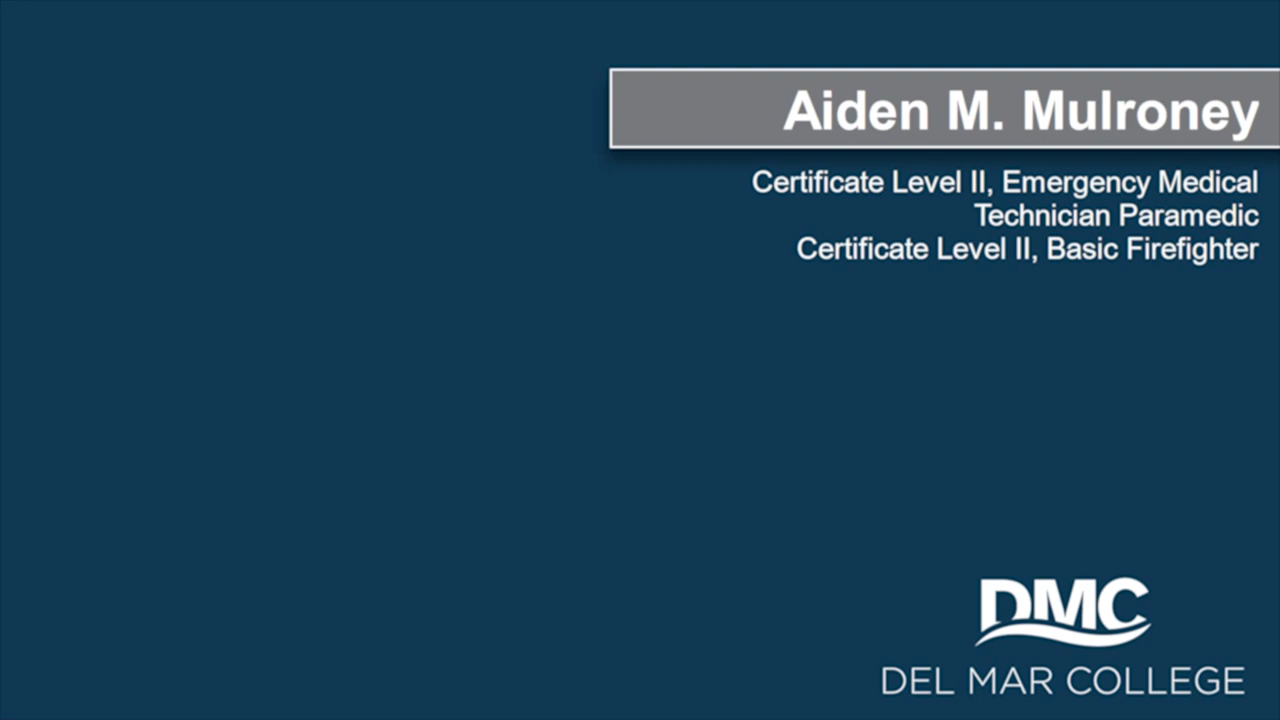 Aiden M. Mulroney
Certificate Level II, Emergency Medical
Technician Paramedic
Certificate Level II, Basic Firefighter
DMC
DEL MAR COLLEGE